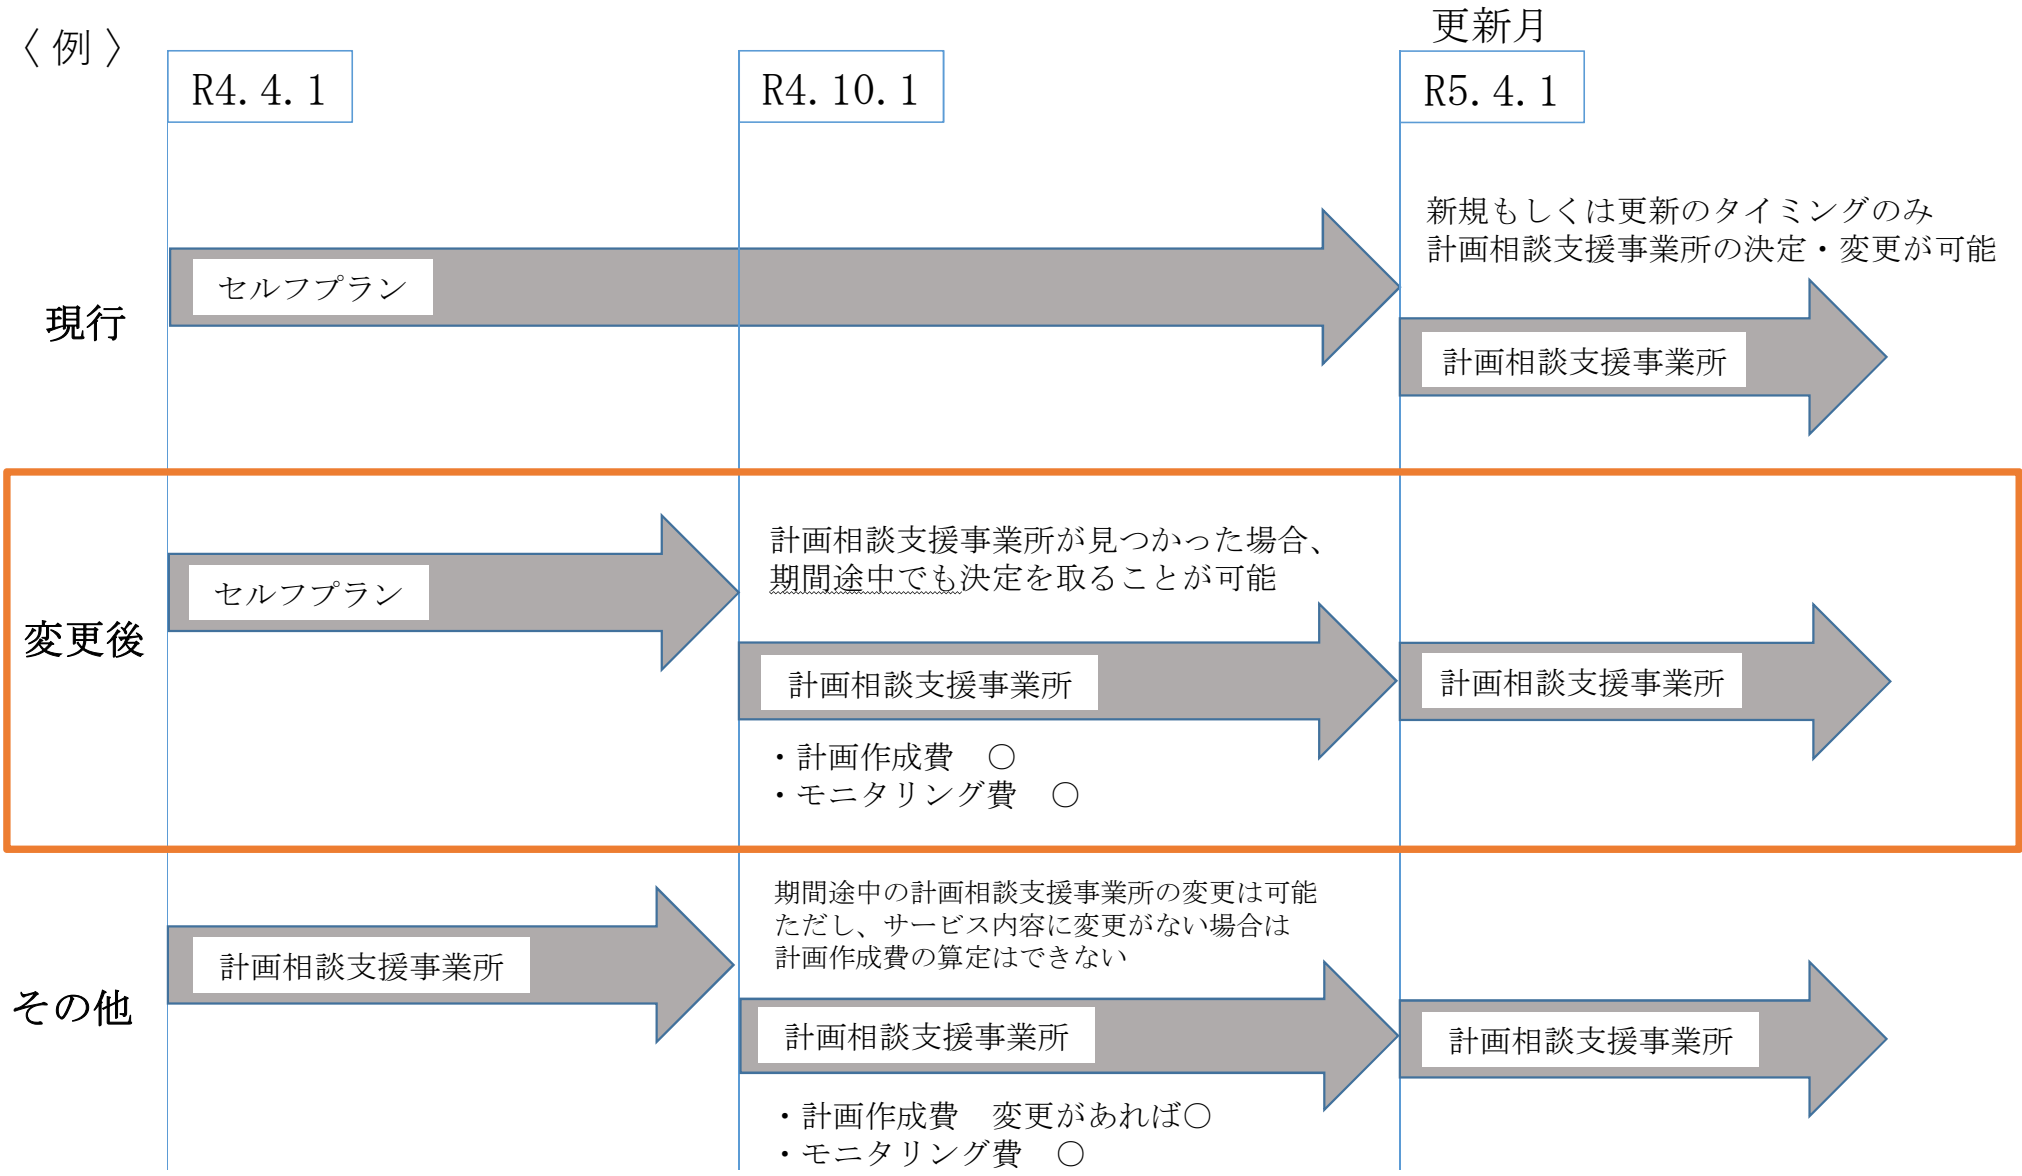 〈 例 〉
更新月
R4.4.1
R4.10.1
R5.4.1
現行
セルフプラン
新規もしくは更新のタイミングのみ
計画相談支援事業所の決定・変更が可能
計画相談支援事業所
変更後
セルフプラン
計画相談支援事業所が見つかった場合、
期間途中でも決定を取ることが可能
計画相談支援事業所
計画相談支援事業所
・計画作成費　○
・モニタリング費　○
その他
計画相談支援事業所
期間途中の計画相談支援事業所の変更は可能
ただし、サービス内容に変更がない場合は
計画作成費の算定はできない
計画相談支援事業所
計画相談支援事業所
・計画作成費　変更があれば○
・モニタリング費　○